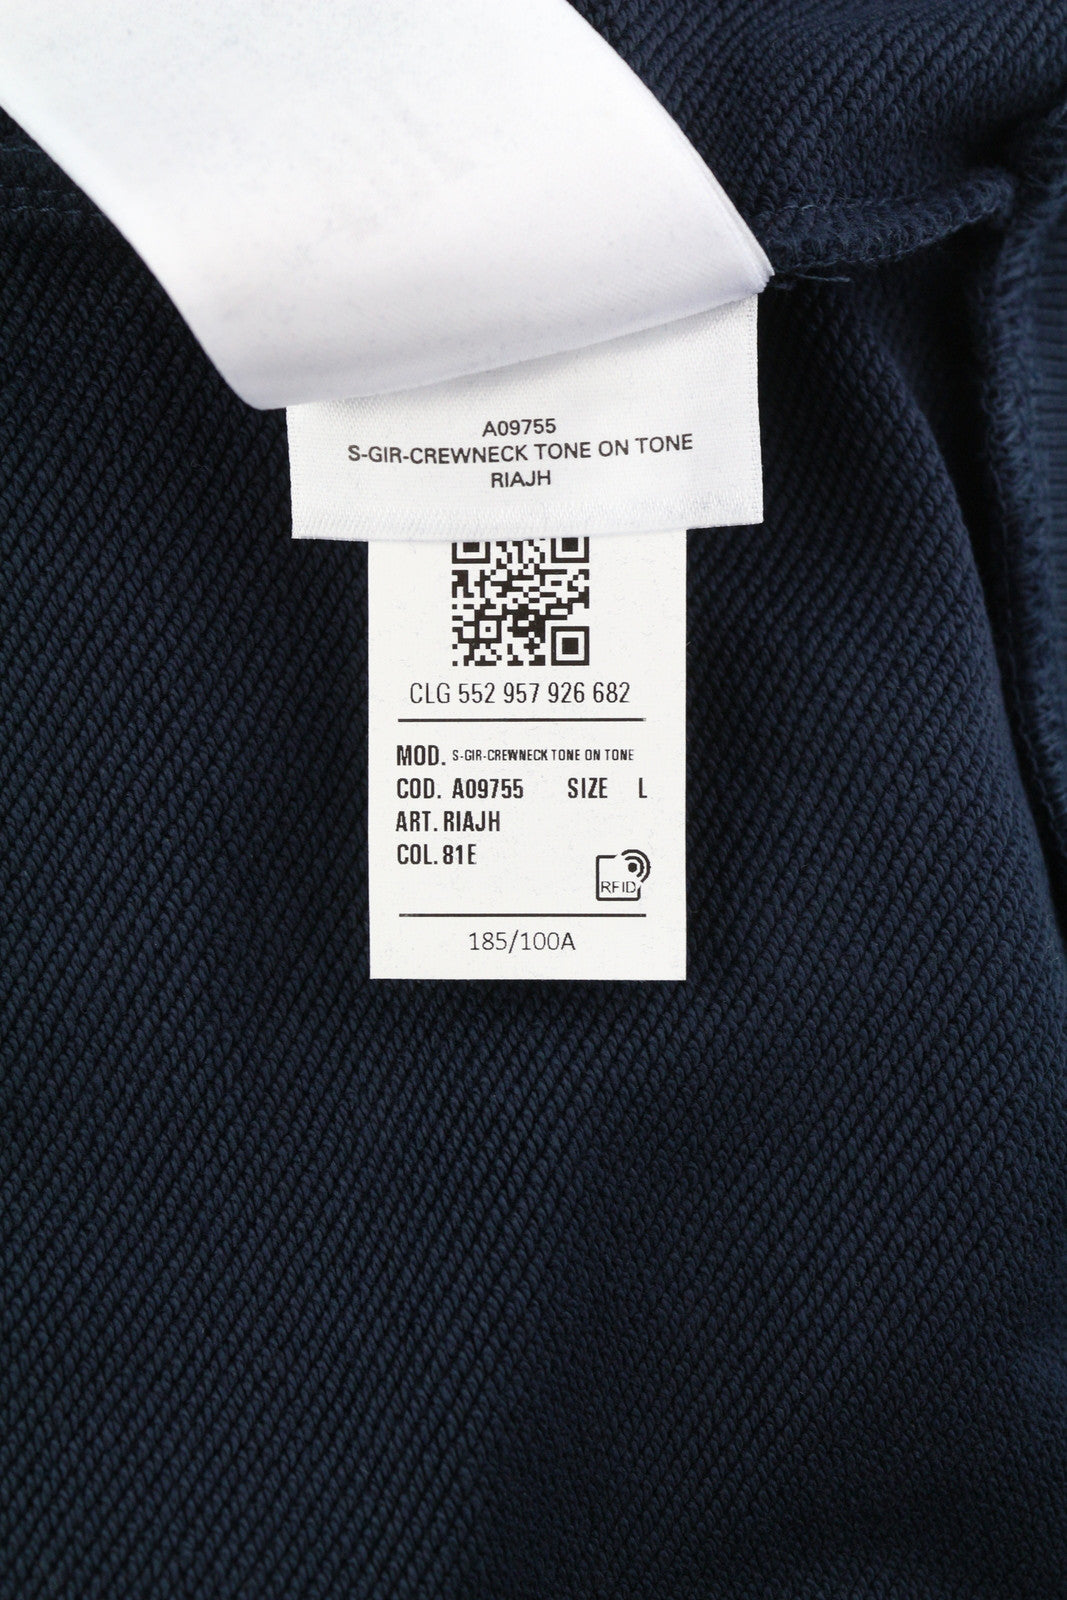 A09755
S-GIR-CREWNECK TONE ON TONE
RIAJH
CLG 552 957 926 682
MOD. S-GIR-CREWNECK TONE ON TONE
COD. A09755 SIZE L
ART. RIAJH
COL. 81E
RFID
185/100A